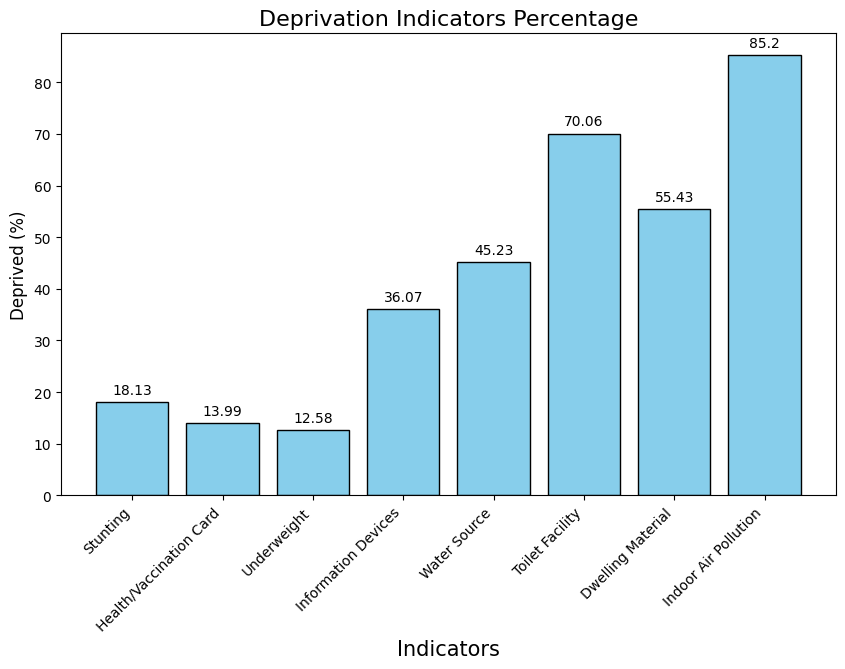 Deprivation Indicators Percentage
Deprived (%)
80
70
60
50
40
30
20
10
0
18.13
13.99
12.58
36.07
45.23
70.06
55.43
85.2
Stunting
Health/Vaccination Card
Underweight
Information Devices
Water Source
Toilet Facility
Dwelling Material
Indoor Air Pollution
Indicators